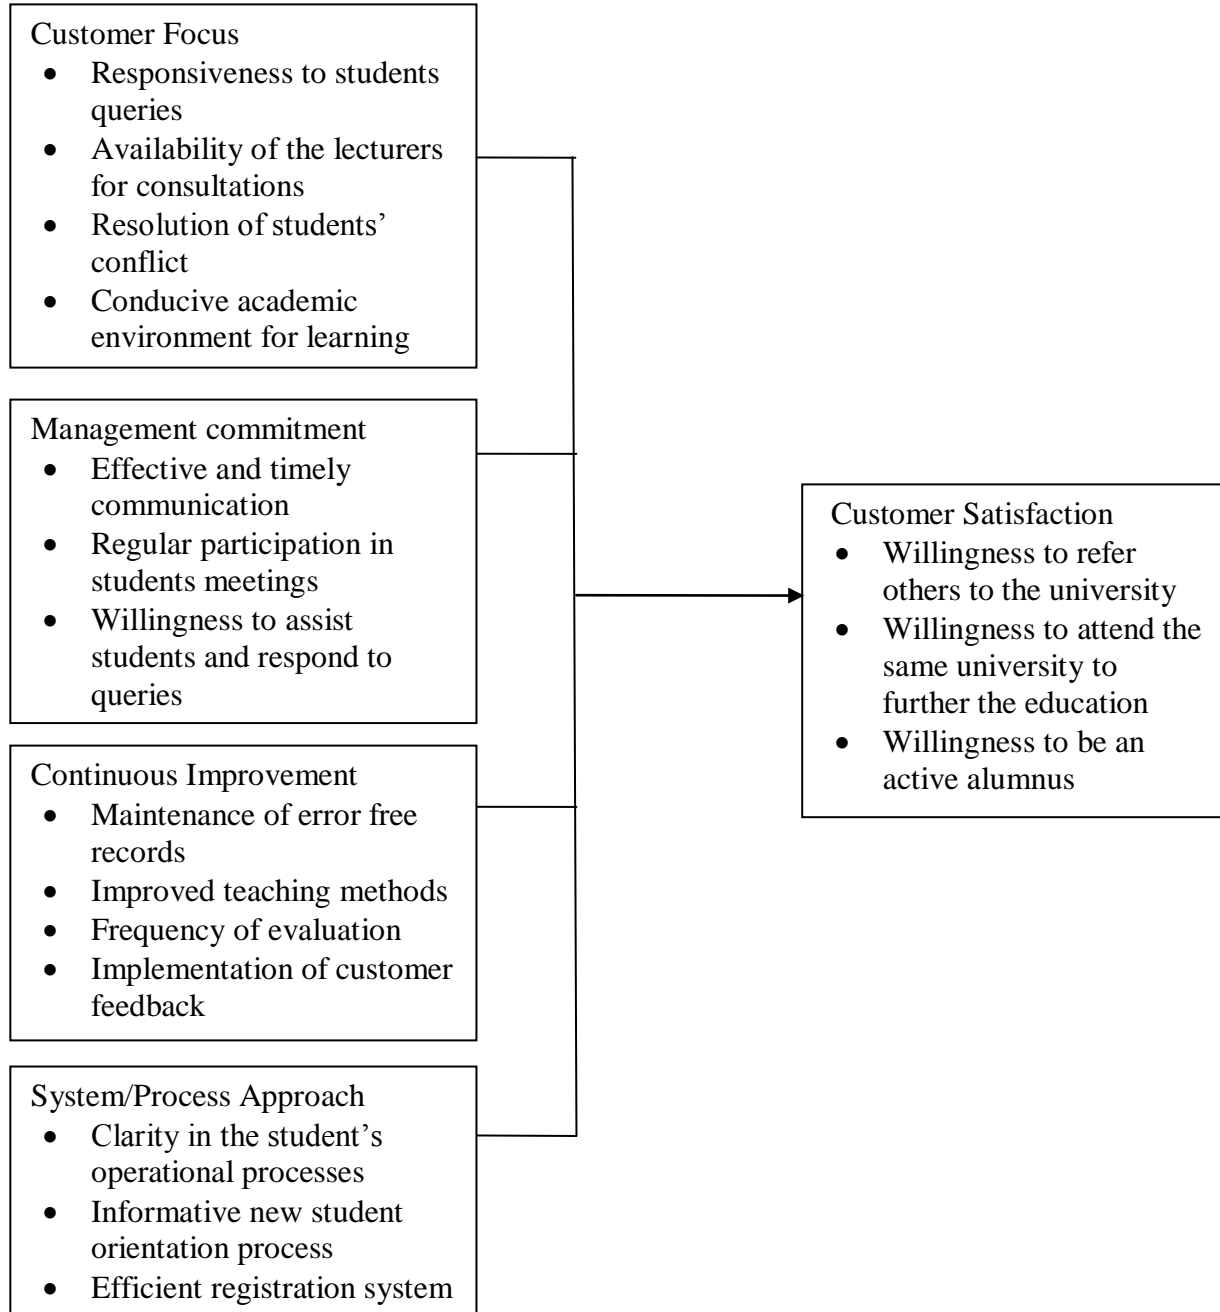 Customer Focus
• Responsiveness to students
queries
• Availability of the lecturers
for consultations
• Resolution of students’
conflict
• Conducive academic
environment for learning
Management commitment
• Effective and timely
communication
• Regular participation in
students meetings
• Willingness to assist
students and respond to
queries
Continuous Improvement
• Maintenance of error free
records
• Improved teaching methods
• Frequency of evaluation
• Implementation of customer
feedback
System/Process Approach
• Clarity in the student’s
operational processes
• Informative new student
orientation process
• Efficient registration system
Customer Satisfaction
• Willingness to refer
others to the university
• Willingness to attend the
same university to
further the education
• Willingness to be an
active alumnus